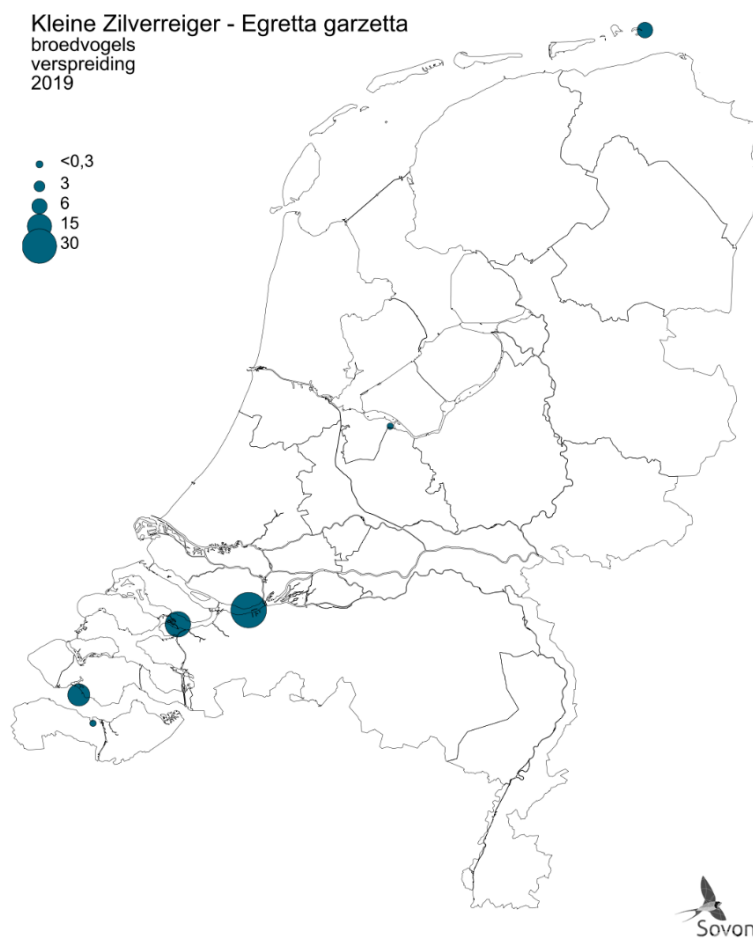 Kleine Zilverreiger - Egretta garzetta
broedvogels
verspreiding
2019
<0,3
3
6
15
30
Sovon